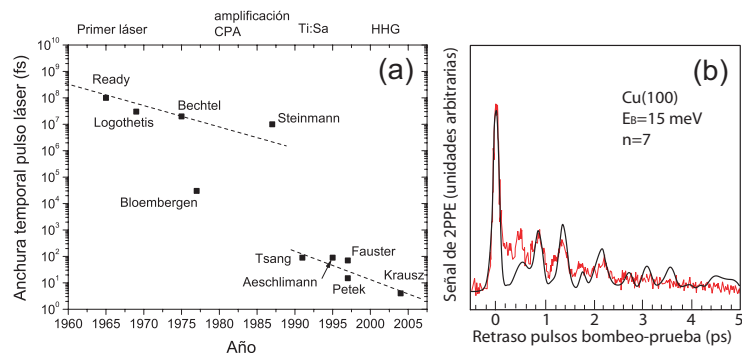 Primer láser
amplificación
CPA
Ti:Sa
HHG
(a)
Anchura temporal pulso láser (fs)
10^10
10^9
10^8
10^7
10^6
10^5
10^4
10^3
10^2
10^1
10^0
Ready
Logothetis
Bechtel
Steinmann
Bloembergen
Tsang
Aeschlimann
Fauster
Petek
Krausz
1960 1965 1970 1975 1980 1985 1990 1995 2000 2005
Año
(b)
Cu(100)
E_B=15 meV
n=7
Señal de 2PPE (unidades arbitrarias)
0 1 2 3 4 5
Retraso pulsos bombeo-prueba (ps)